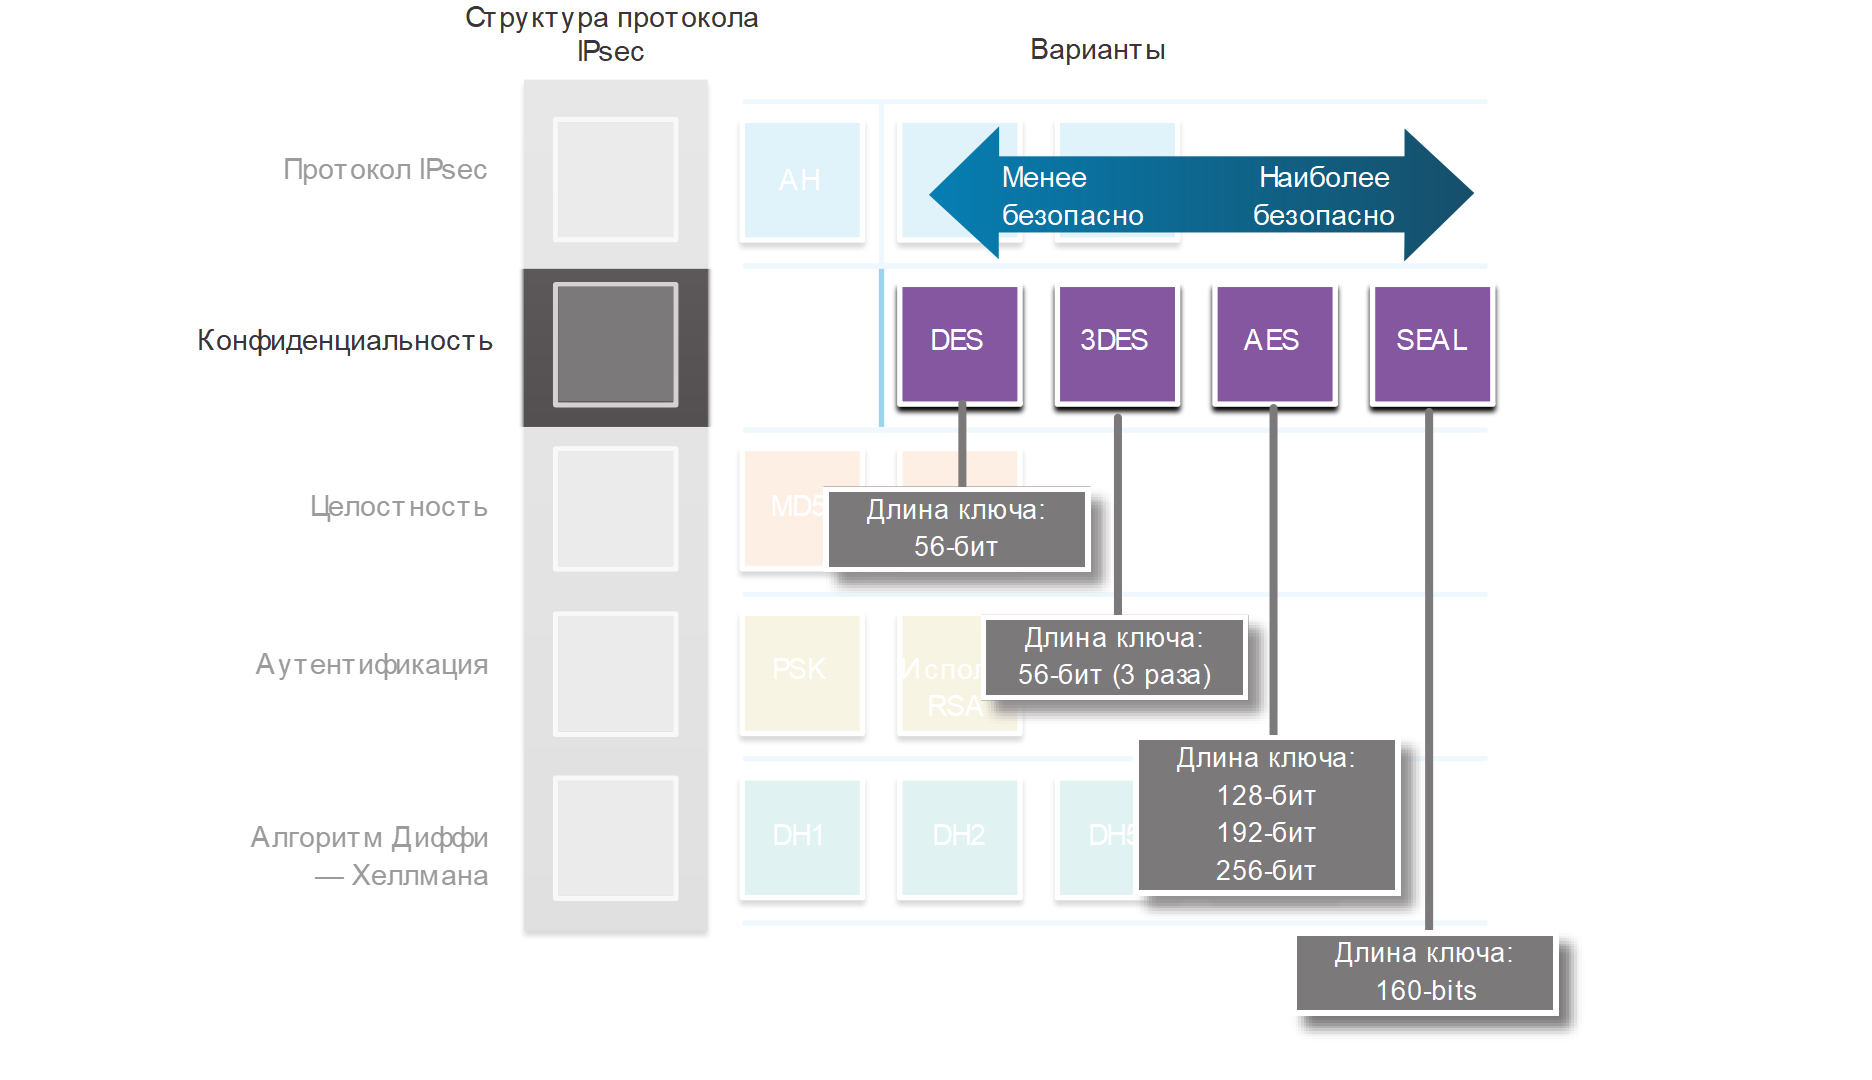 Структура протокола
IPsec
Варианты
Протокол IPsec
AH
Менее
безопасно
Наиболее
безопасно
Конфиденциальность
DES
3DES
AES
SEAL
Целостность
MD5
Длина ключа:
56-бит
Аутентификация
PSK
RSA
Длина ключа:
56-бит (3 раза)
Алгоритм Диффи
— Хеллмана
DH1
DH2
DH5
Длина ключа:
128-бит
192-бит
256-бит
Длина ключа:
160-bits